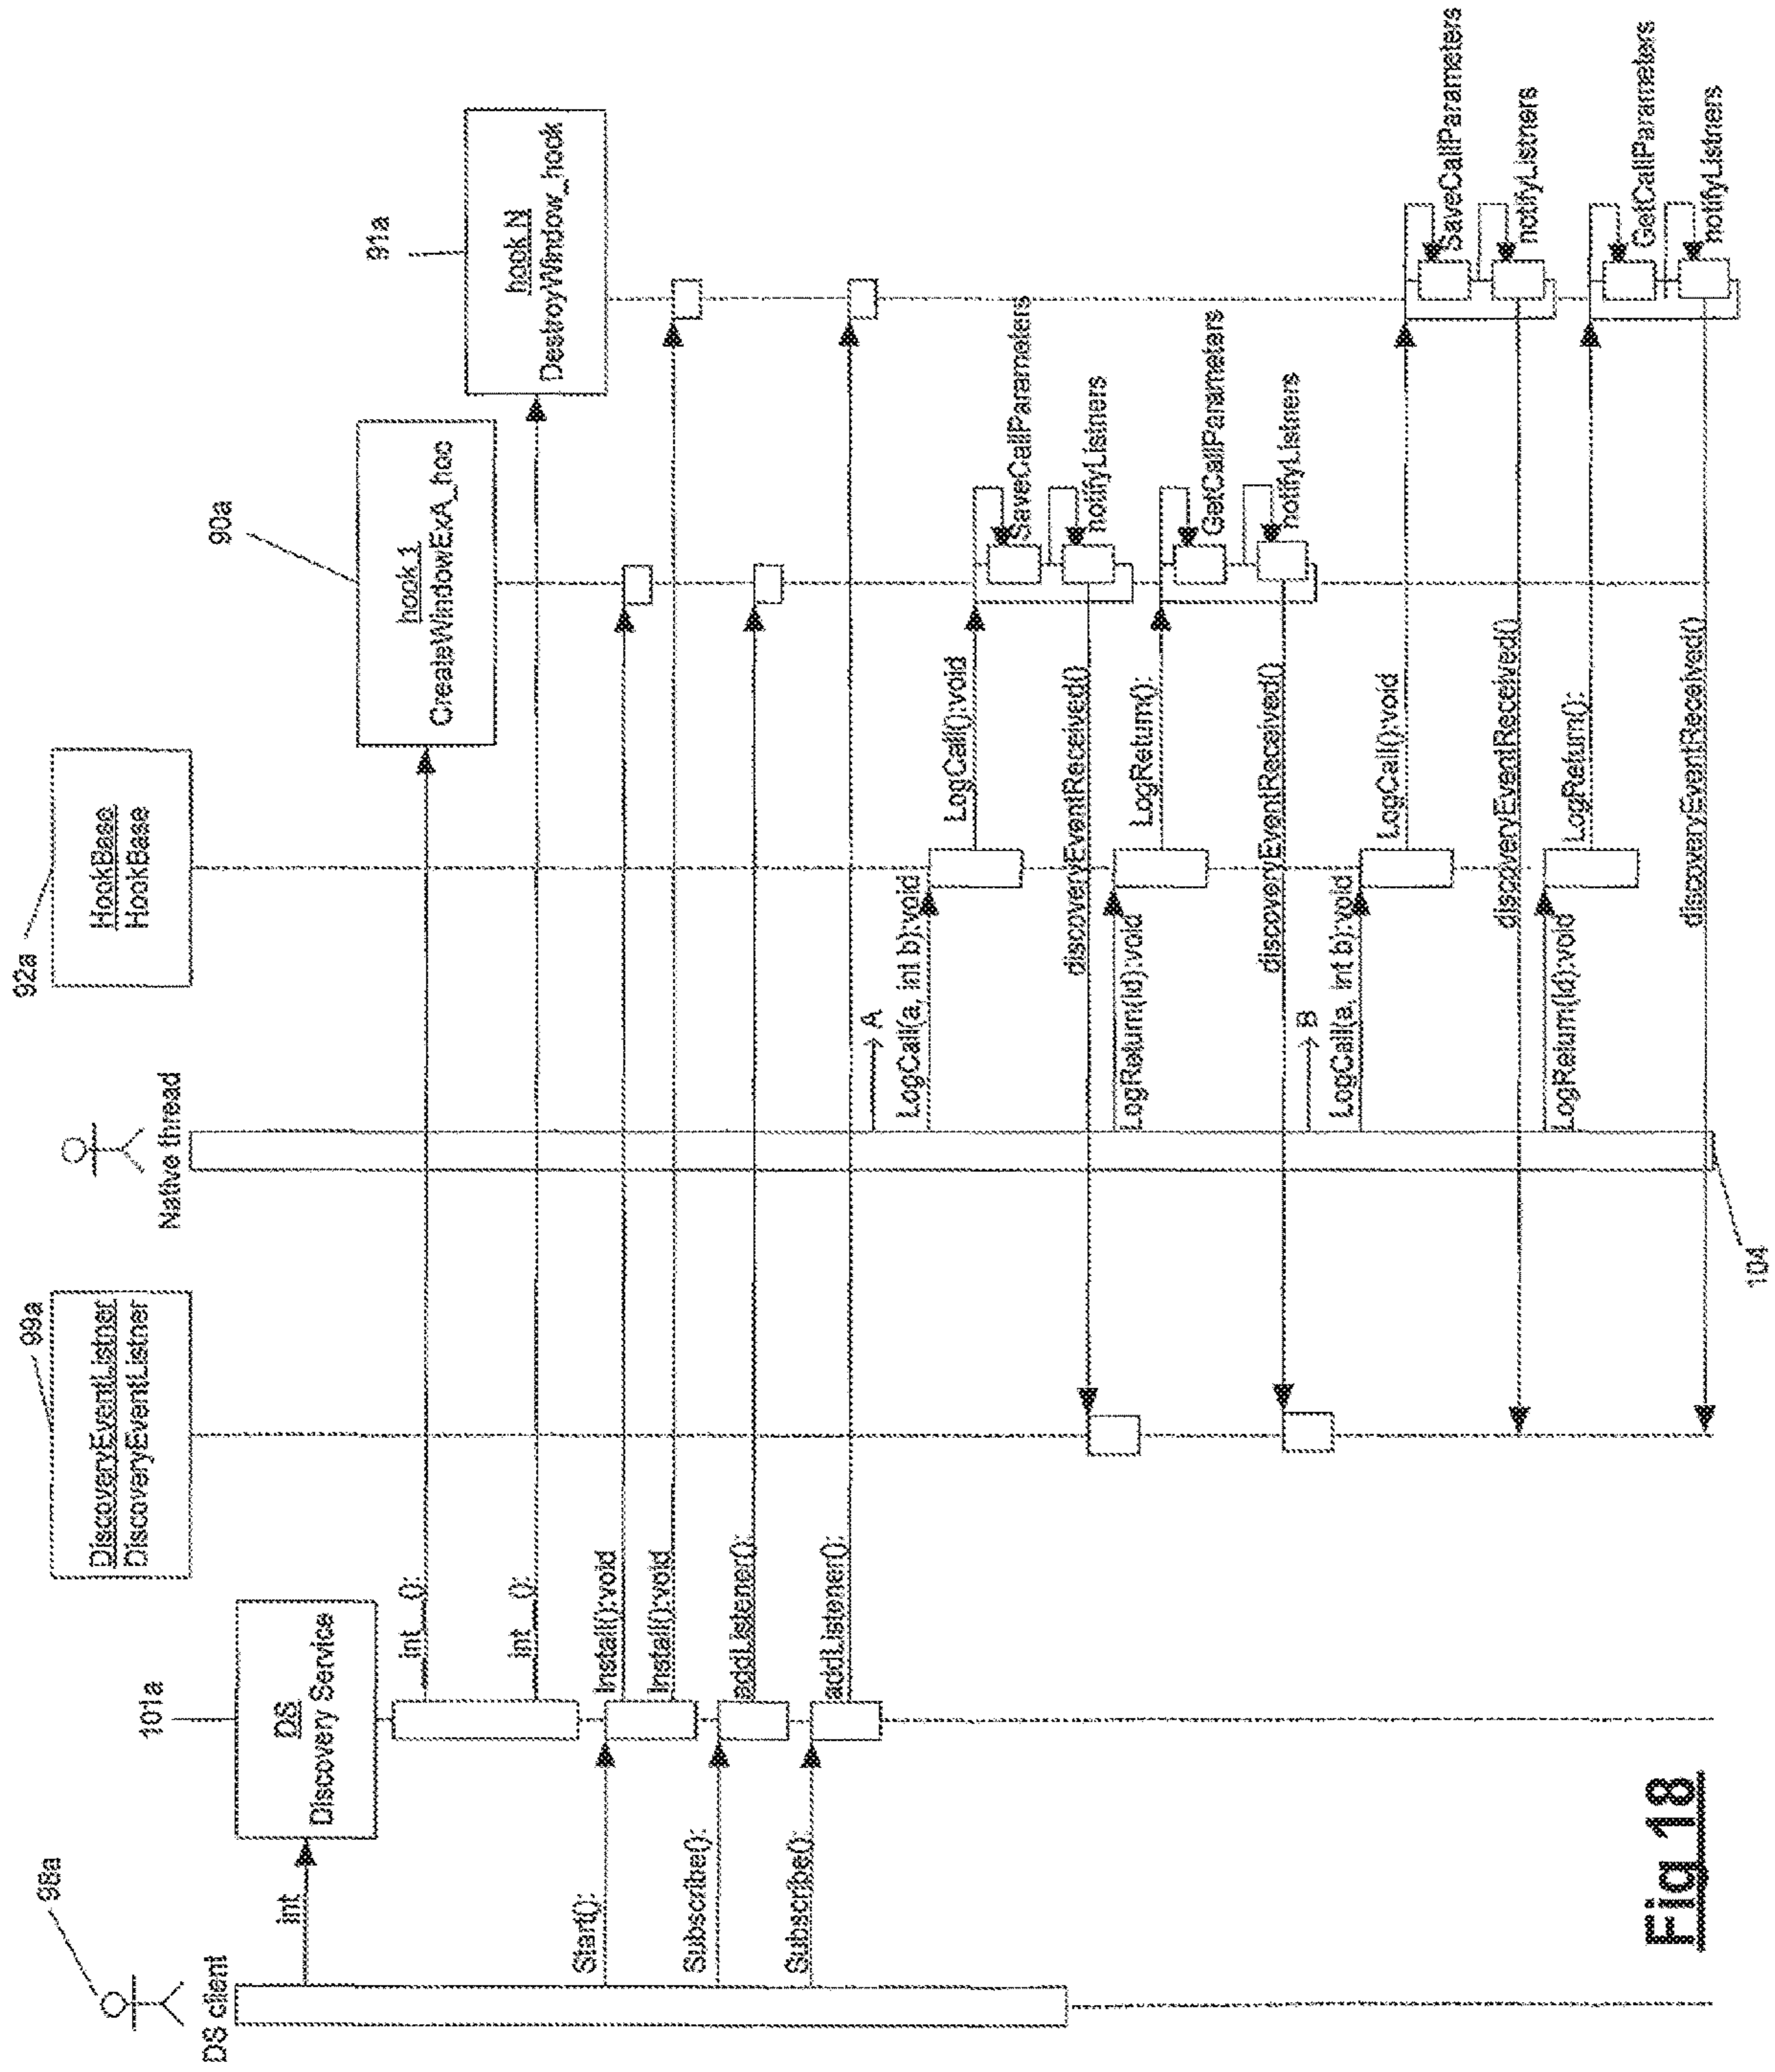 98a
DS client
101a
DS
Discovery Service
99a
DiscoveryEventListner
DiscoveryEventListner
Native thread
92a
HookBase
HookBase
90a
hook 1
CreateWindowExA_hoo
91a
hook N
DestroyWindow_hook
int
int__():
int__():
Start():
Install():void
Install():void
Subscribe():
addListener():
Subscribe():
addListener():
A
LogCall(a, int b):void
LogCall():void
SaveCallParameters
notifyListners
discoveryEventReceived()
LogReturn(id):void
LogReturn():
GetCallParameters
notifyListners
discoveryEventReceived()
B
LogCall(a, int b):void
LogCall():void
SaveCallParameters
notifyListners
discoveryEventReceived()
LogReturn(id):void
LogReturn():
GetCallParameters
notifyListners
discoveryEventReceived()
104
Fig 18